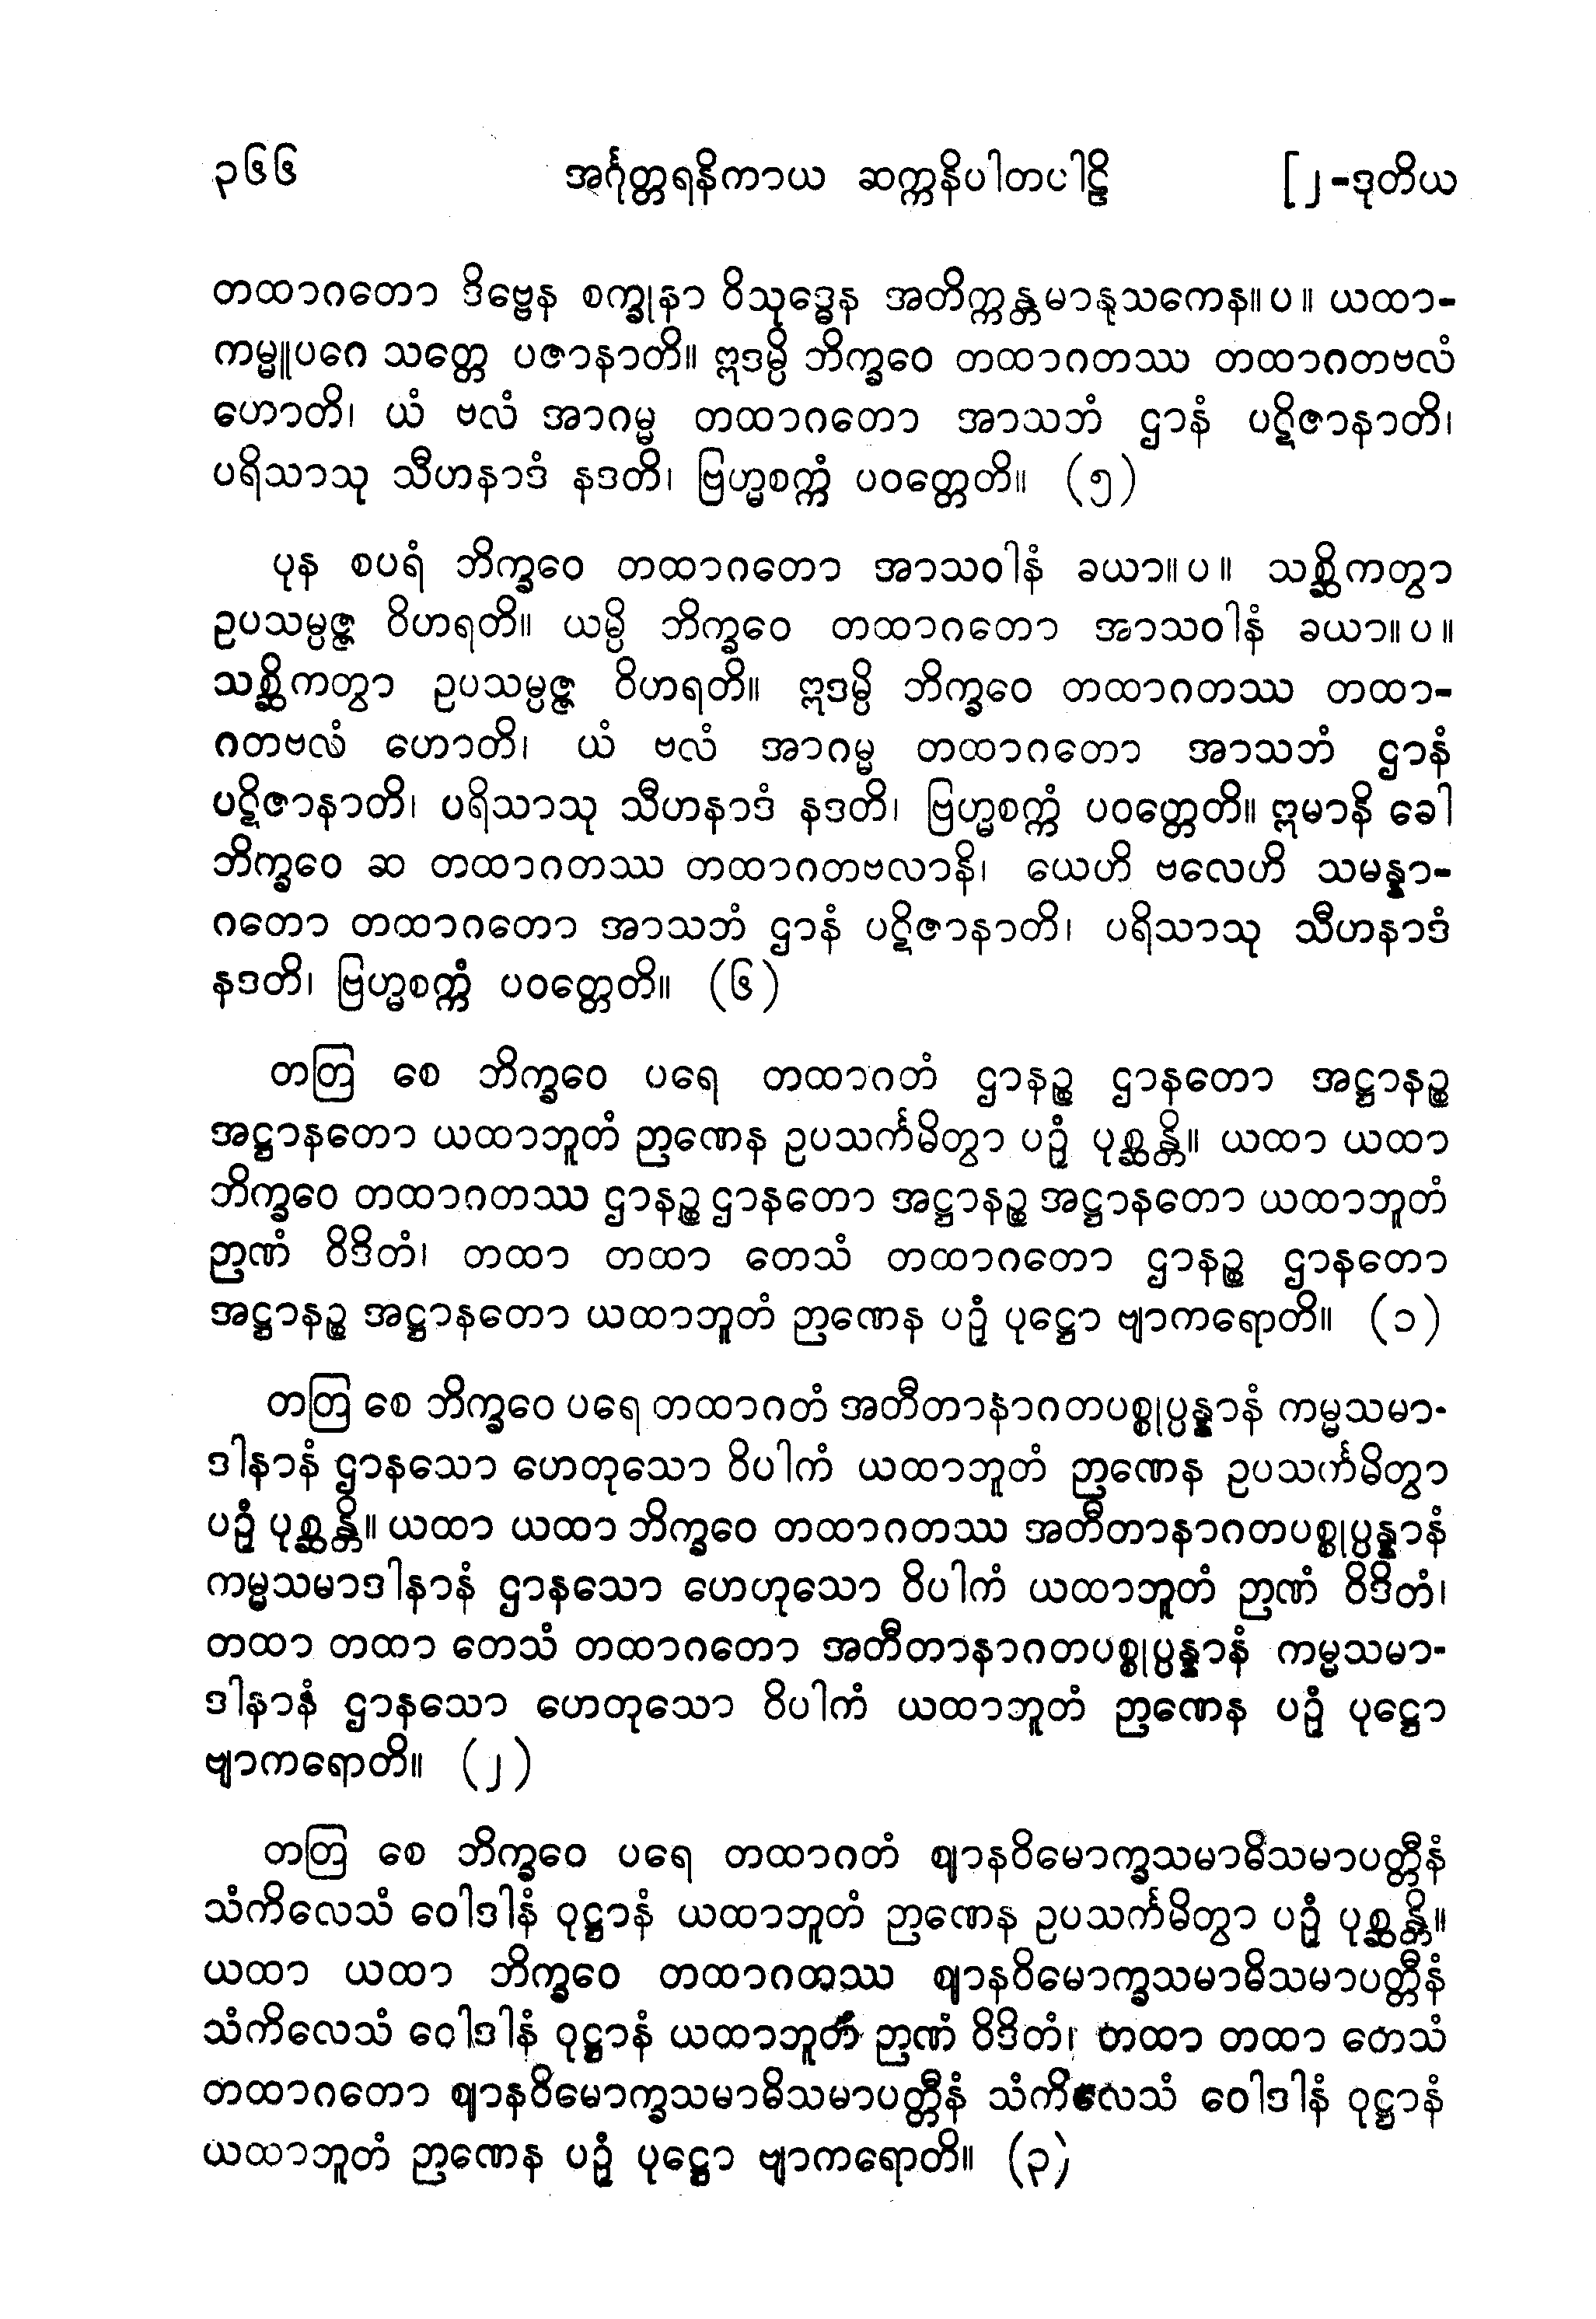 ၃၆၆ အင်္ဂုတ္တရနိကာယ ဆက္ကနိပါတပါဠိ [၂-ဒုတိယ
တထာဂတော ဒိဗ္ဗေန စက္ခုနာ ဝိသုဒ္ဓေန အတိက္ကန္တမာနုသကေန။ပ။ ယထာ-
ကမ္မူပဂေ သတ္တေ ပဇာနာတိ။ ဣဒမ္ပိ ဘိက္ခဝေ တထာဂတဿ တထာဂတဗလံ
ဟောတိ၊ ယံ ဗလံ အာဂမ္မ တထာဂတော အာသဘံ ဌာနံ ပဋိဇာနာတိ၊
ပရိသာသု သီဟနာဒံ နဒတိ၊ ဗြဟ္မစက္ကံ ပဝတ္တေတိ။ (၅)
ပုန စပရံ ဘိက္ခဝေ တထာဂတော အာသဝါနံ ခယာ။ပ။ သစ္ဆိကတွာ
ဥပသမ္ပဇ္ဇ ဝိဟရတိ။ ယမ္ပိ ဘိက္ခဝေ တထာဂတော အာသဝါနံ ခယာ။ပ။
သစ္ဆိကတွာ ဥပသမ္ပဇ္ဇ ဝိဟရတိ။ ဣဒမ္ပိ ဘိက္ခဝေ တထာဂတဿ တထာ-
ဂတဗလံ ဟောတိ၊ ယံ ဗလံ အာဂမ္မ တထာဂတော အာသဘံ ဌာနံ
ပဋိဇာနာတိ၊ ပရိသာသု သီဟနာဒံ နဒတိ၊ ဗြဟ္မစက္ကံ ပဝတ္တေတိ။ ဣမာနိ ခေါ
ဘိက္ခဝေ ဆ တထာဂတဿ တထာဂတဗလာနိ၊ ယေဟိ ဗလေဟိ သမန္နာ-
ဂတော တထာဂတော အာသဘံ ဌာနံ ပဋိဇာနာတိ၊ ပရိသာသု သီဟနာဒံ
နဒတိ၊ ဗြဟ္မစက္ကံ ပဝတ္တေတိ။ (၆)
တတြ စေ ဘိက္ခဝေ ပရေ တထာဂတံ ဌာနဉ္စ ဌာနတော အဋ္ဌာနဉ္စ
အဋ္ဌာနတော ယထာဘူတံ ဉာဏေန ဥပသင်္ကမိတွာ ပဉှံ ပုစ္ဆန္တိ။ ယထာ ယထာ
ဘိက္ခဝေ တထာဂတဿ ဌာနဉ္စ ဌာနတော အဋ္ဌာနဉ္စ အဋ္ဌာနတော ယထာဘူတံ
ဉာဏံ ဝိဒိတံ၊ တထာ တထာ တေသံ တထာဂတော ဌာနဉ္စ ဌာနတော
အဋ္ဌာနဉ္စ အဋ္ဌာနတော ယထာဘူတံ ဉာဏေန ပဉှံ ပုဋ္ဌော ဗျာကရောတိ။ (၁)
တတြ စေ ဘိက္ခဝေ ပရေ တထာဂတံ အတီတာနာဂတပစ္စုပ္ပန္နာနံ ကမ္မသမာ-
ဒါနာနံ ဌာနသော ဟေတုသော ဝိပါကံ ယထာဘူတံ ဉာဏေန ဥပသင်္ကမိတွာ
ပဉှံ ပုစ္ဆန္တိ။ ယထာ ယထာ ဘိက္ခဝေ တထာဂတဿ အတီတာနာဂတပစ္စုပ္ပန္နာနံ
ကမ္မသမာဒါနာနံ ဌာနသော ဟေဟုသော ဝိပါကံ ယထာဘူတံ ဉာဏံ ဝိဒိတံ၊
တထာ တထာ တေသံ တထာဂတော အတီတာနာဂတပစ္စုပ္ပန္နာနံ ကမ္မသမာ-
ဒါနာနံ ဌာနသော ဟေတုသော ဝိပါကံ ယထာဘူတံ ဉာဏေန ပဉှံ ပုဋ္ဌော
ဗျာကရောတိ။ (၂)
တတြ စေ ဘိက္ခဝေ ပရေ တထာဂတံ ဈာနဝိမောက္ခသမာဓိသမာပတ္တီနံ
သံကိလေသံ ဝေါဒါနံ ဝုဋ္ဌာနံ ယထာဘူတံ ဉာဏေန ဥပသင်္ကမိတွာ ပဉှံ ပုစ္ဆန္တိ။
ယထာ ယထာ ဘိက္ခဝေ တထာဂတဿ ဈာနဝိမောက္ခသမာဓိသမာပတ္တီနံ
သံကိလေသံ ဝေါဒါနံ ဝုဋ္ဌာနံ ယထာဘူတံ ဉာဏံ ဝိဒိတံ၊ တထာ တထာ တေသံ
တထာဂတော ဈာနဝိမောက္ခသမာဓိသမာပတ္တီနံ သံကိလေသံ ဝေါဒါနံ ဝုဋ္ဌာနံ
ယထာဘူတံ ဉာဏေန ပဉှံ ပုဋ္ဌော ဗျာကရောတိ။ (၃)